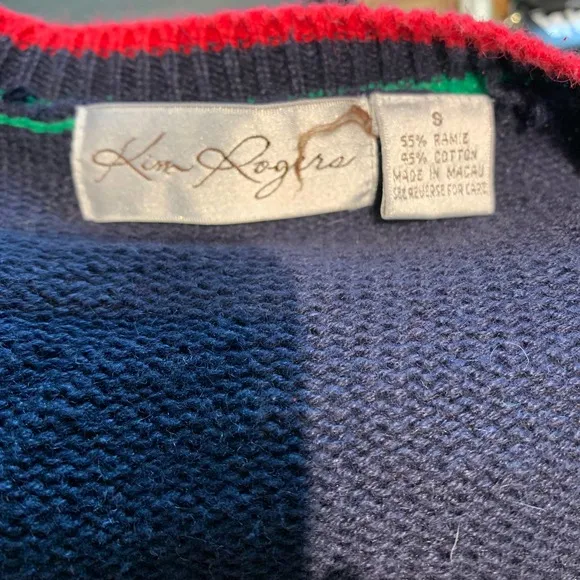 Kim Rogers
S
55% RAMIE
45% COTTON
MADE IN MACAU
SEE REVERSE FOR CARE